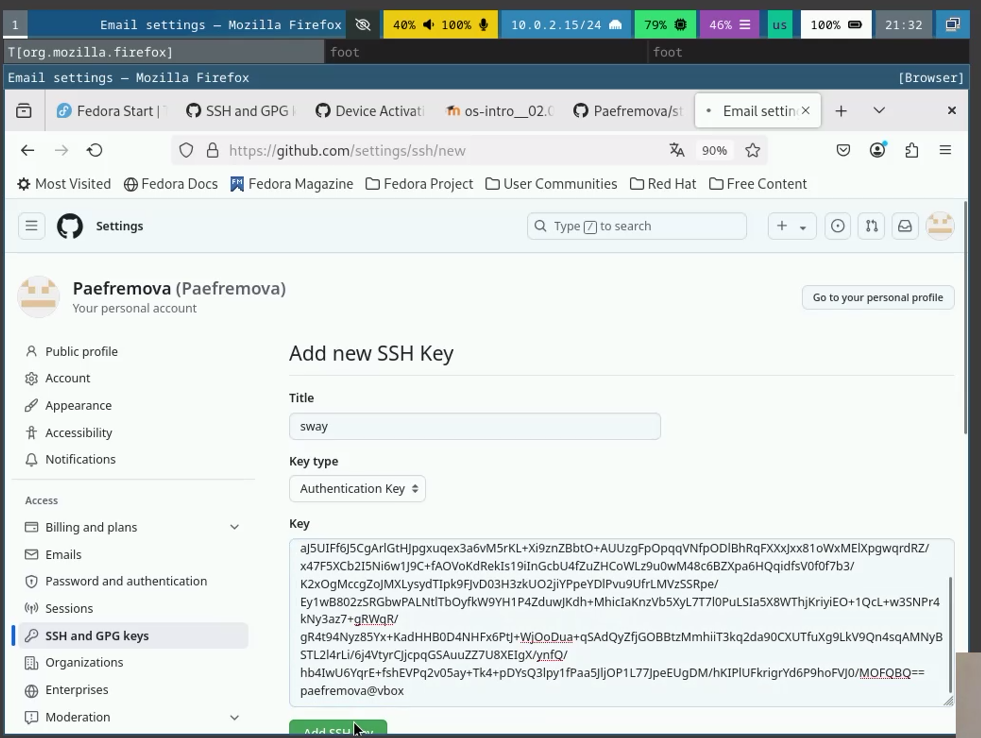 1
Email settings — Mozilla Firefox
40%
100%
10.0.2.15/24
79%
46%
us
100%
21:32
T[org.mozilla.firefox]
foot
foot
Email settings — Mozilla Firefox
[Browser]
Fedora Start |
SSH and GPG
Device Activati
os-intro__02.0
Paefremova/st
Email settin
https://github.com/settings/ssh/new
90%
Most Visited
Fedora Docs
Fedora Magazine
Fedora Project
User Communities
Red Hat
Free Content
Settings
Type / to search
Paefremova (Paefremova)
Your personal account
Go to your personal profile
Public profile
Account
Appearance
Accessibility
Notifications
Access
Billing and plans
Emails
Password and authentication
Sessions
SSH and GPG keys
Organizations
Enterprises
Moderation
Add new SSH Key
Title
sway
Key type
Authentication Key
Key
aJ5UIFf6J5CgArlGtHJpgxuqex3a6vM5rKL+Xi9znZBbtO+AUUzgFpOpqqVNfpODlBhRqFXXxJxx81oWxMElXpgwqrdRZ/
x47F5XCb2I5Ni6w1J9C+fAOVoKdRekIs19iInGcbU4fZuZHCoWLz9u0wM48c6BZXpa6HQqidfsV0f0f7b3/
K2xOgMccgZoJMXLysydTIpk9FJvD03H3zkUO2jiYPpeYDlPvu9UfrLMVzSSRpe/
Ey1wB802zSRGbwPALNtlTbOyfkW9YH1P4ZduwJKdh+MhicIaKnzVb5XyL7T7l0PuLSIa5X8WThjKriyiEO+1QcL+w3SNPr4
kNy3az7+gRWqR/
gR4t94Nyz85Yx+KadHHB0D4NHFx6PtJ+WjOoDua+qSAdQyZfjGOBBtzMmhiiT3kq2da90CXUTfuXg9LkV9Qn4sqAMNyB
STL2l4rLi/6j4VtyrCJjcpqGSAuuZZ7U8XEIgX/ynfQ/
hb4IwU6YqrE+fshEVPq2v05ay+Tk4+pDYsQ3lpy1fPaa5JljOP1L77JpeEUgDM/hKIPlUFkrigrYd6P9hoFVJ0/MOFQBQ==
paefremova@vbox
Add SSH key